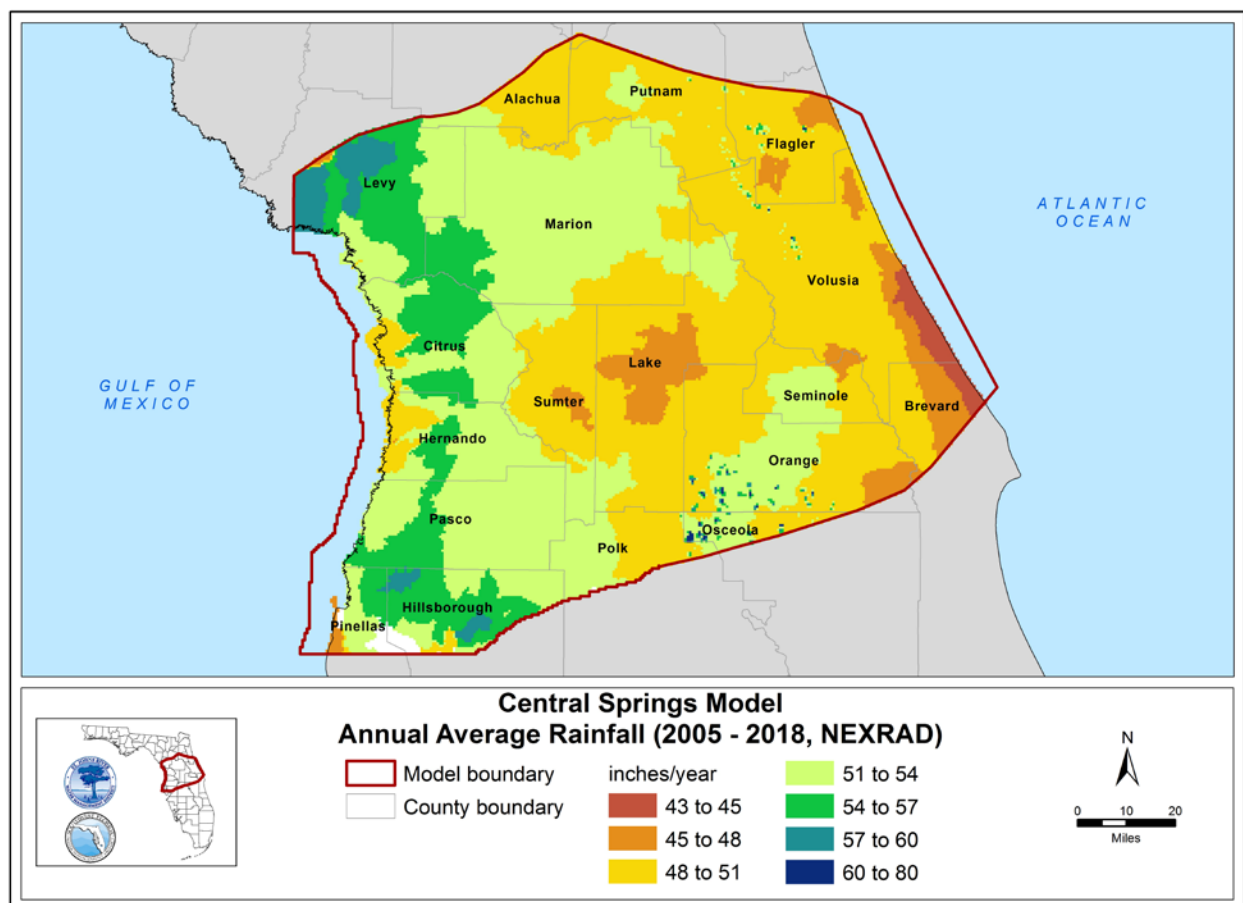 Alachua
Putnam
Flagler
Levy
Marion
ATLANTIC
OCEAN
Volusia
Citrus
Lake
GULF OF
MEXICO
Sumter
Seminole
Brevard
Hernando
Orange
Pasco
Osceola
Polk
Hillsborough
Pinellas
Central Springs Model
Annual Average Rainfall (2005 - 2018, NEXRAD)
Model boundary
County boundary
inches/year
43 to 45
45 to 48
48 to 51
51 to 54
54 to 57
57 to 60
60 to 80
N
0 10 20
Miles